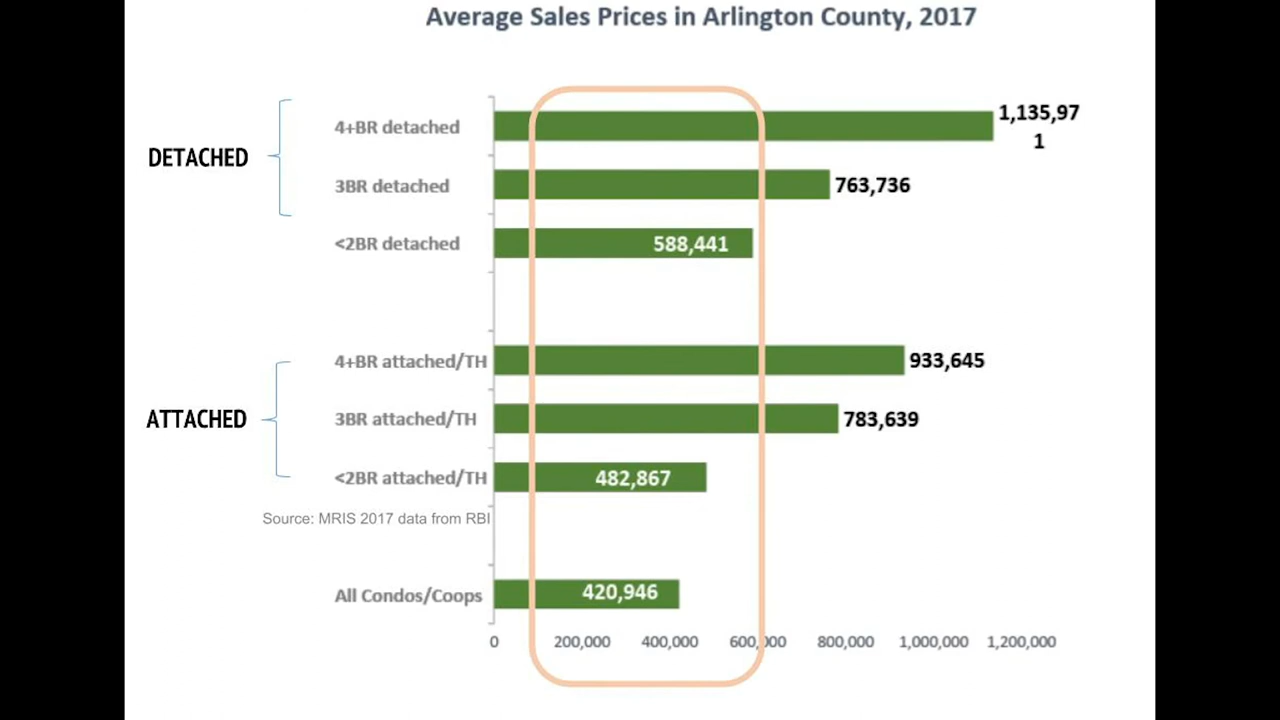 Average Sales Prices in Arlington County, 2017
DETACHED
4+BR detached
1,135,97
1
3BR detached
763,736
<2BR detached
588,441
ATTACHED
4+BR attached/TH
933,645
3BR attached/TH
783,639
<2BR attached/TH
482,867
Source: MRIS 2017 data from RBI
All Condos/Coops
420,946
0 200,000 400,000 600,000 800,000 1,000,000 1,200,000